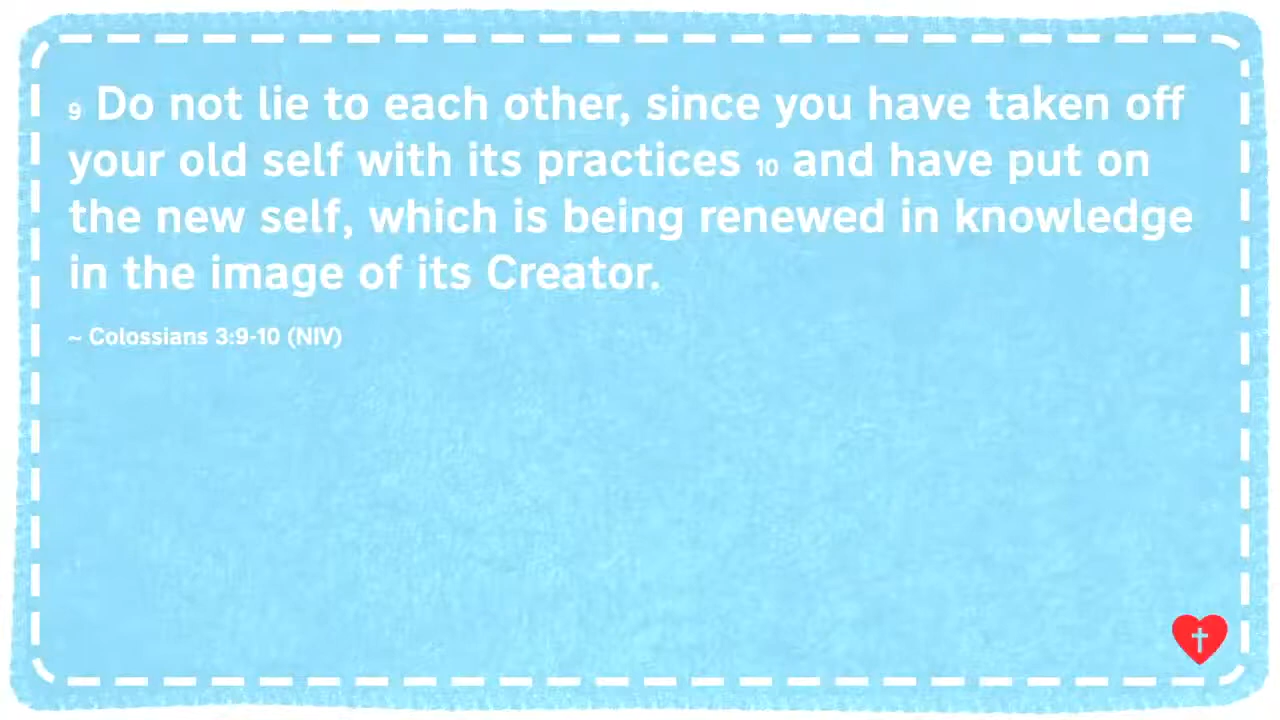 9 Do not lie to each other, since you have taken off
your old self with its practices 10 and have put on
the new self, which is being renewed in knowledge
in the image of its Creator.
~ Colossians 3:9-10 (NIV)